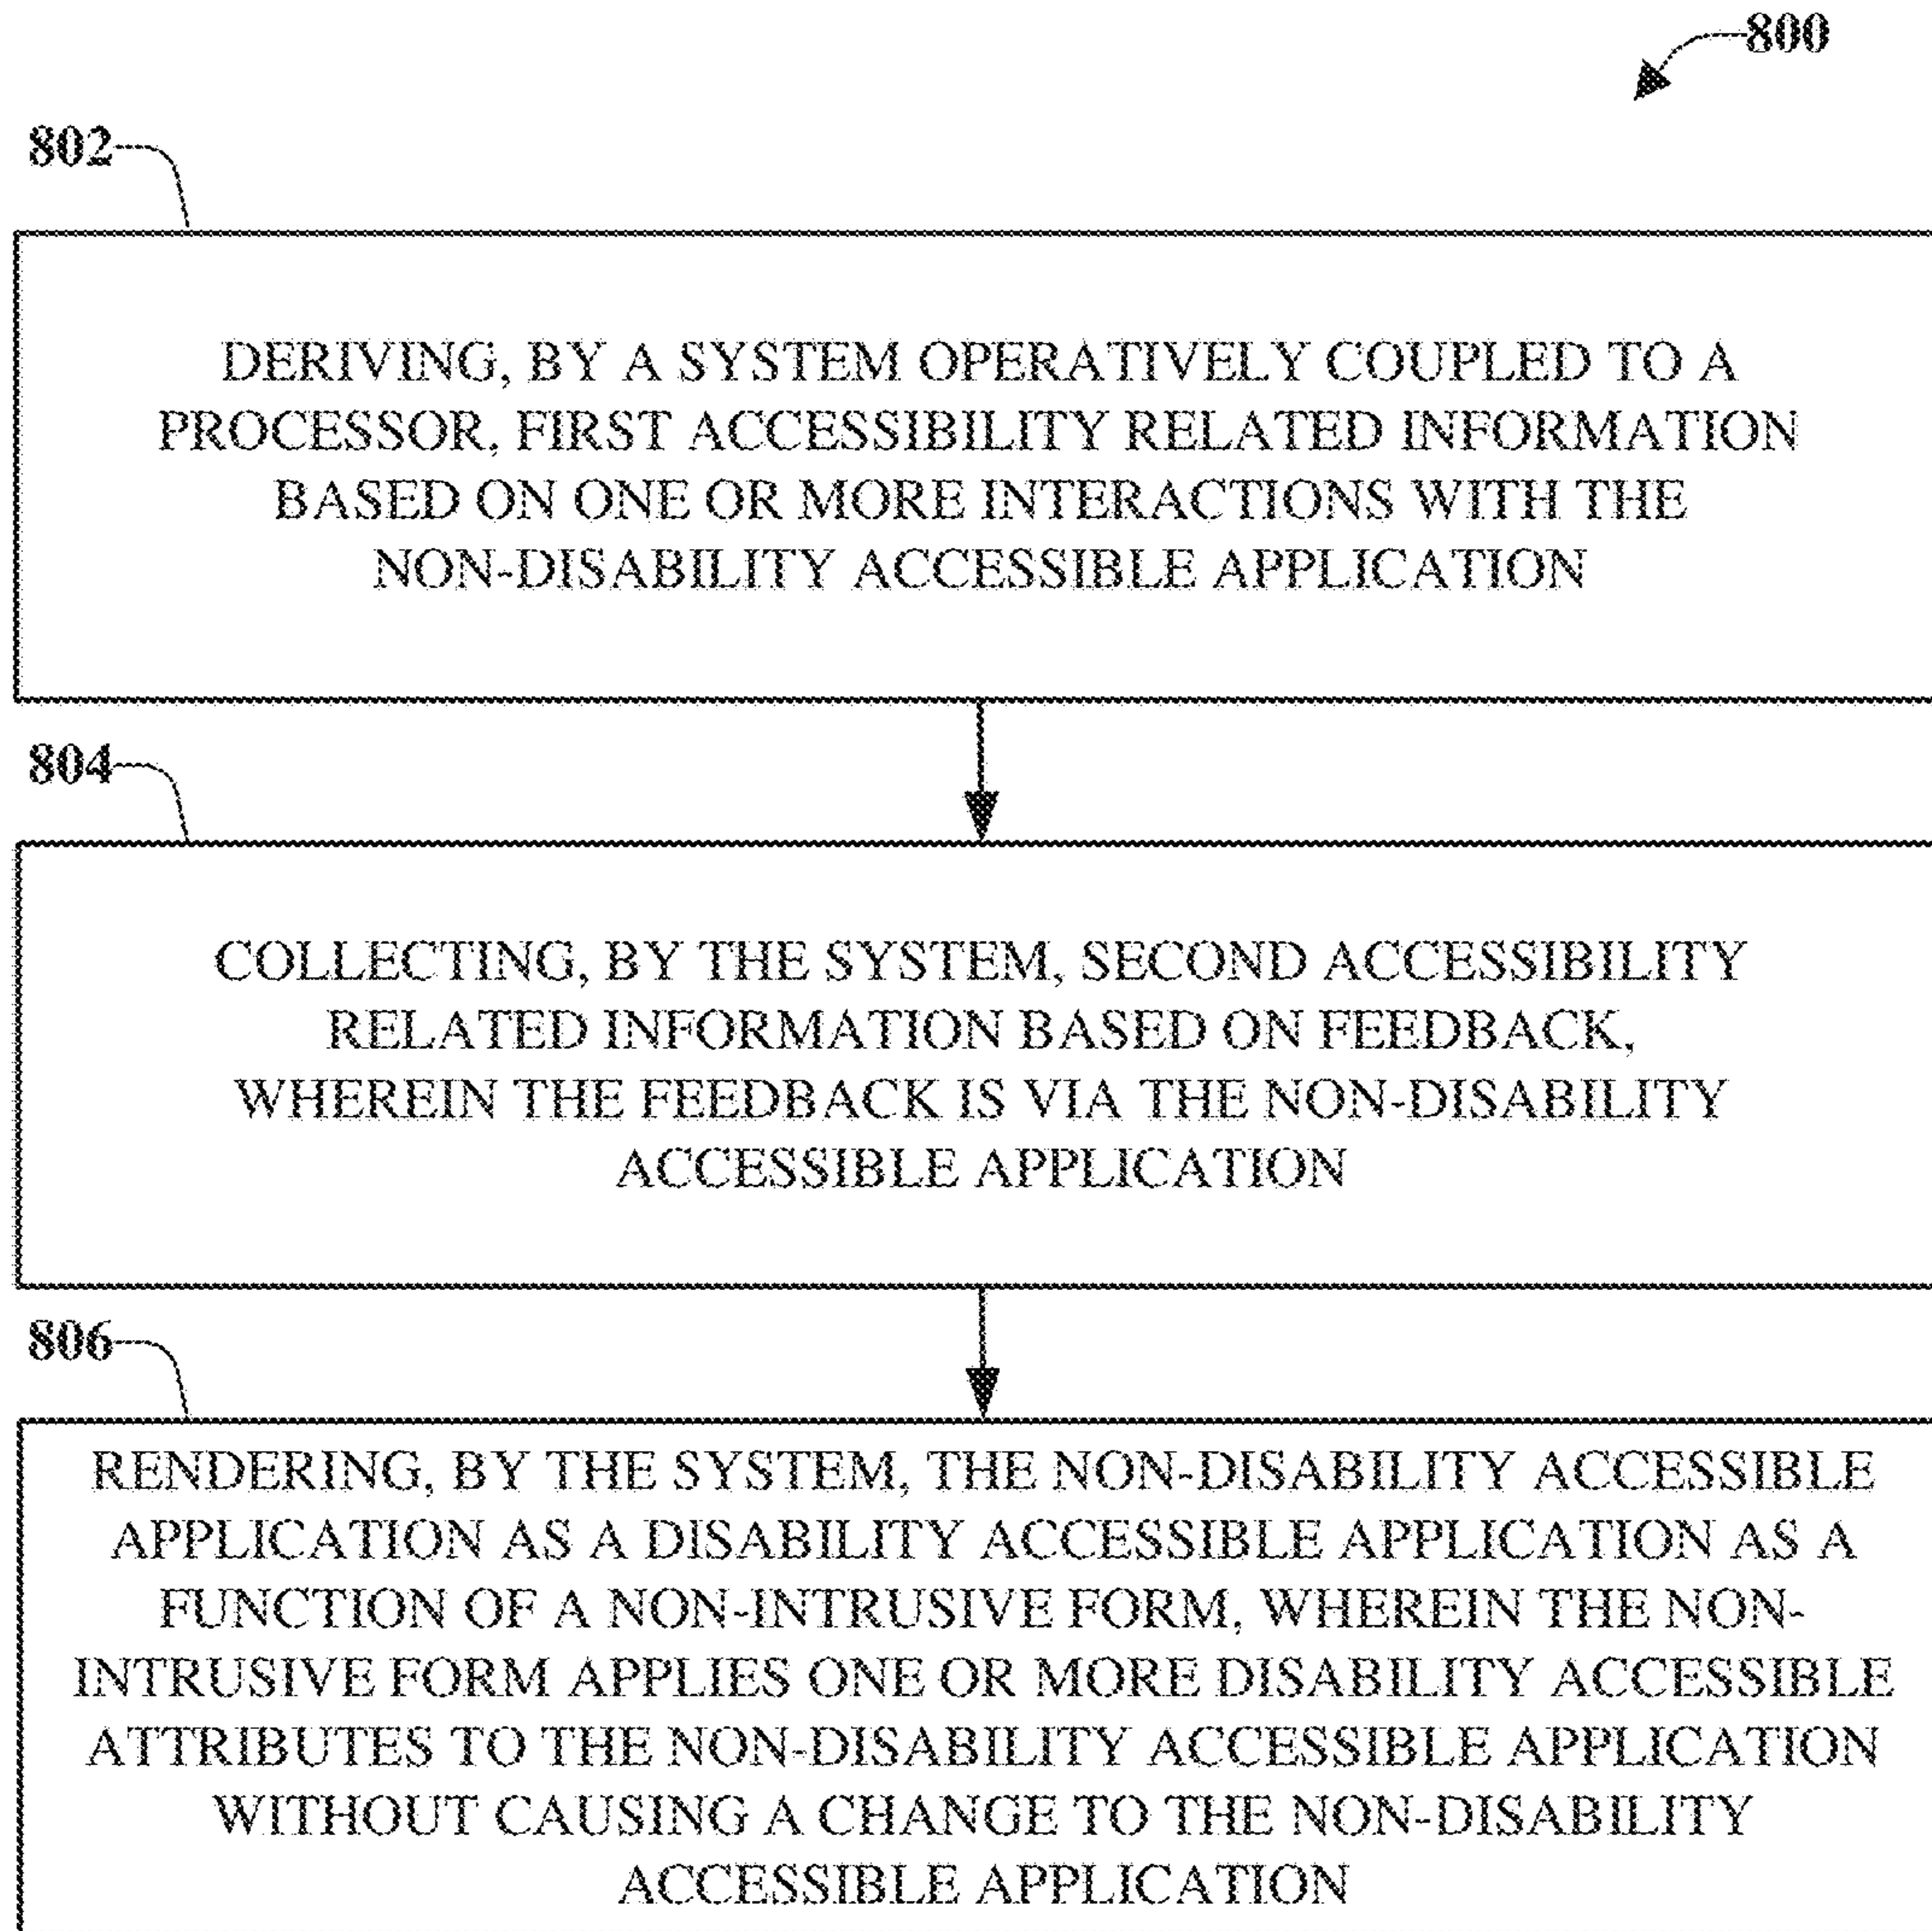 800
802
DERIVING, BY A SYSTEM OPERATIVELY COUPLED TO A
PROCESSOR, FIRST ACCESSIBILITY RELATED INFORMATION
BASED ON ONE OR MORE INTERACTIONS WITH THE
NON-DISABILITY ACCESSIBLE APPLICATION
804
COLLECTING, BY THE SYSTEM, SECOND ACCESSIBILITY
RELATED INFORMATION BASED ON FEEDBACK,
WHEREIN THE FEEDBACK IS VIA THE NON-DISABILITY
ACCESSIBLE APPLICATION
806
RENDERING, BY THE SYSTEM, THE NON-DISABILITY ACCESSIBLE
APPLICATION AS A DISABILITY ACCESSIBLE APPLICATION AS A
FUNCTION OF A NON-INTRUSIVE FORM, WHEREIN THE NON-
INTRUSIVE FORM APPLIES ONE OR MORE DISABILITY ACCESSIBLE
ATTRIBUTES TO THE NON-DISABILITY ACCESSIBLE APPLICATION
WITHOUT CAUSING A CHANGE TO THE NON-DISABILITY
ACCESSIBLE APPLICATION